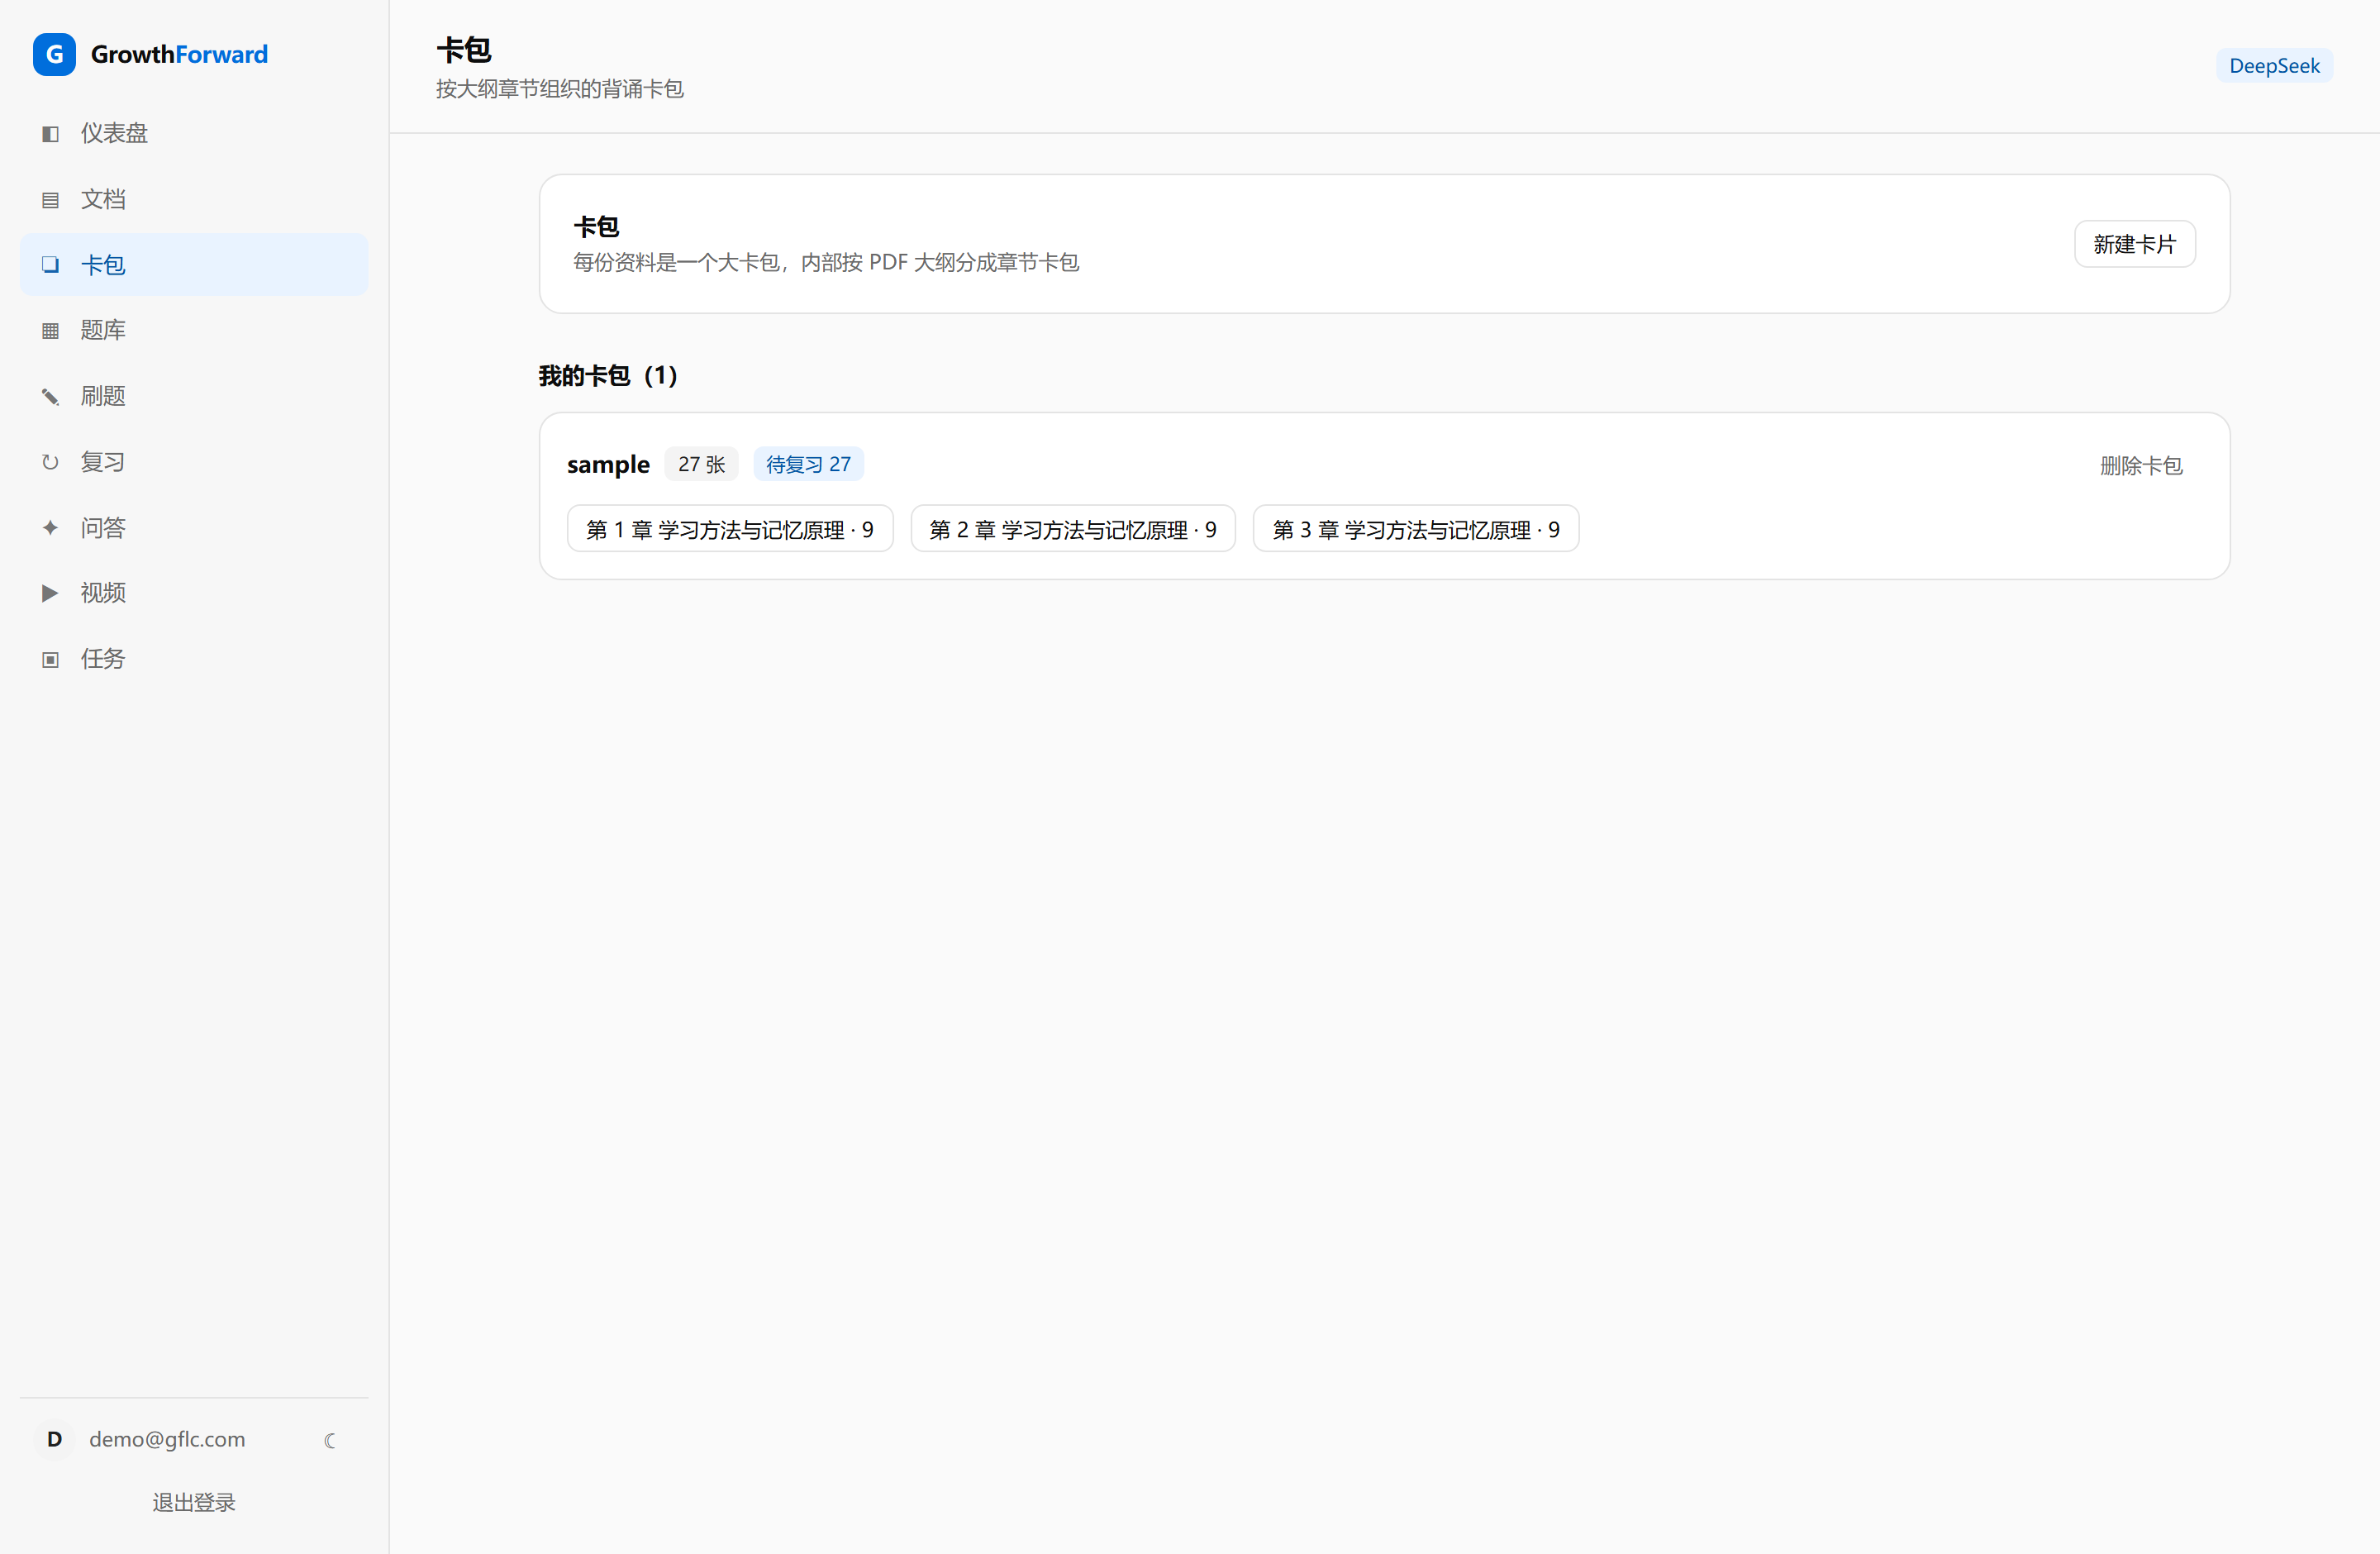 G GrowthForward
仪表盘
文档
卡包
题库
刷题
复习
问答
视频
任务
D demo@gflc.com
退出登录
卡包
按大纲章节组织的背诵卡包
DeepSeek
卡包
每份资料是一个大卡包，内部按 PDF 大纲分成章节卡包
新建卡片
我的卡包（1）
sample 27 张 待复习 27
删除卡包
第 1 章 学习方法与记忆原理 · 9 第 2 章 学习方法与记忆原理 · 9 第 3 章 学习方法与记忆原理 · 9